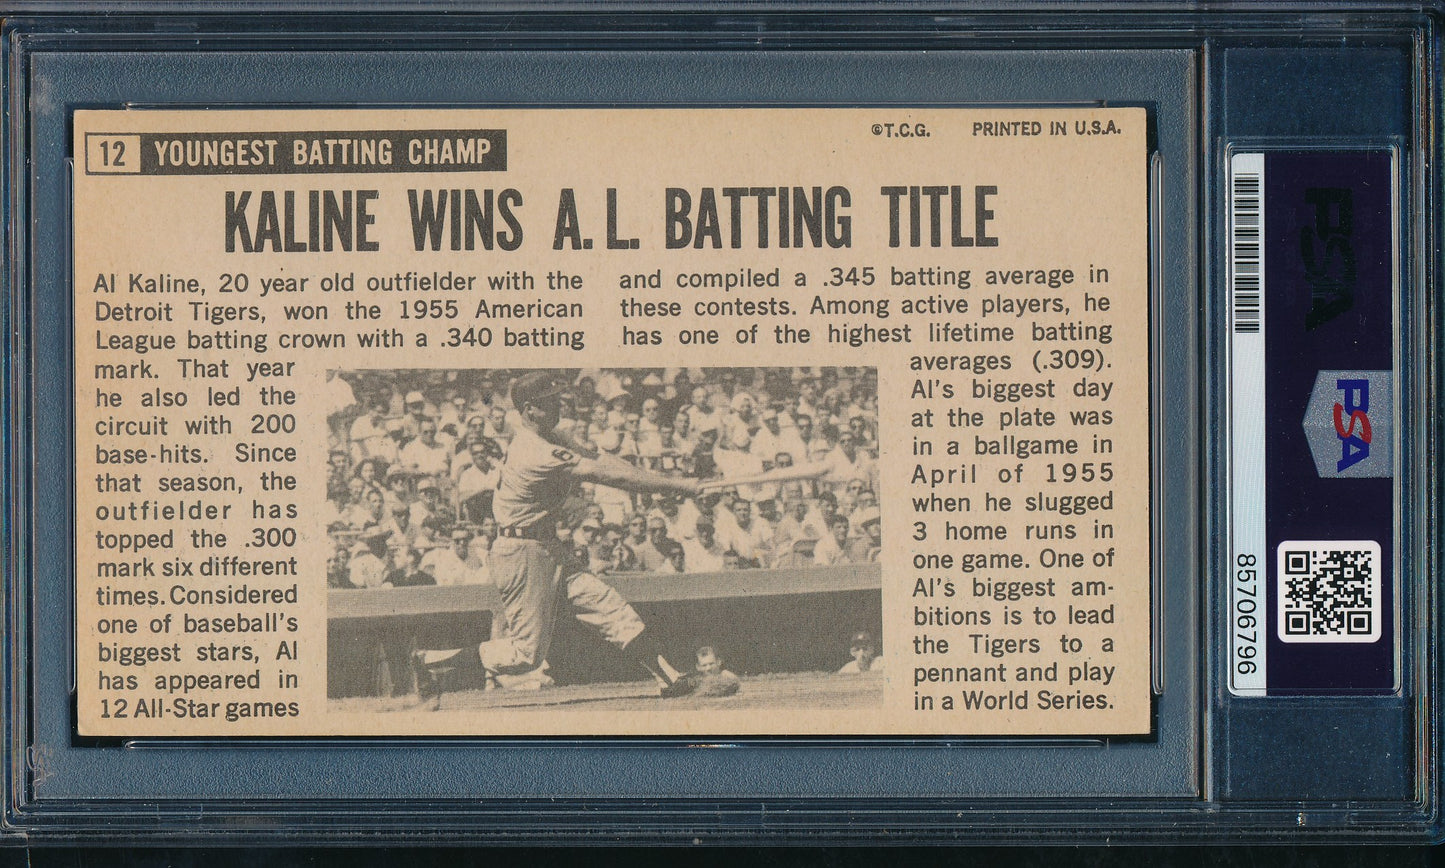 12 YOUNGEST BATTING CHAMP
©T.C.G. PRINTED IN U.S.A.
KALINE WINS A.L. BATTING TITLE
Al Kaline, 20 year old outfielder with the
Detroit Tigers, won the 1955 American
League batting crown with a .340 batting
mark. That year
he also led the
circuit with 200
base-hits. Since
that season, the
outfielder has
topped the .300
mark six different
times. Considered
one of baseball's
biggest stars, Al
has appeared in
12 All-Star games
and compiled a .345 batting average in
these contests. Among active players, he
has one of the highest lifetime batting
averages (.309).
Al's biggest day
at the plate was
in a ballgame in
April of 1955
when he slugged
3 home runs in
one game. One of
Al's biggest am-
bitions is to lead
the Tigers to a
pennant and play
in a World Series.
6
PSA
PSA
85706796